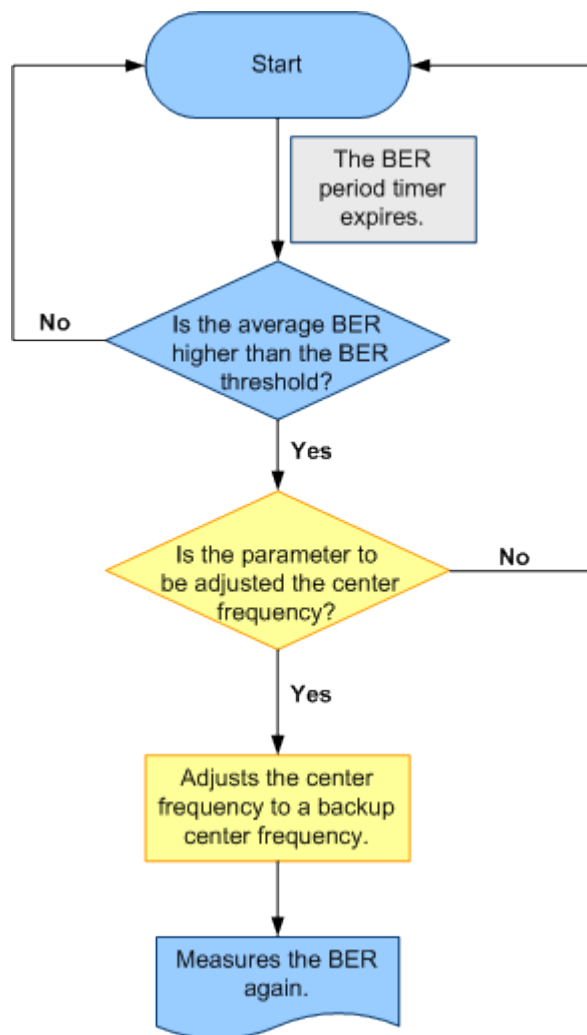 Start
The BER
period timer
expires.
No
Is the average BER
higher than the BER
threshold?
Yes
Is the parameter to
be adjusted the center
frequency?
No
Yes
Adjusts the center
frequency to a backup
center frequency.
Measures the BER
again.